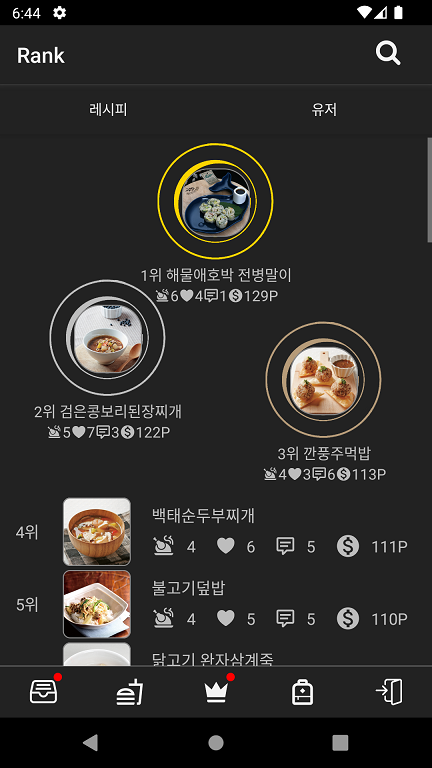 6:44
Rank
레시피 유저
1위 해물애호박 전병말이
6 4 1 129P
2위 검은콩보리된장찌개
5 7 3 122P
3위 깐풍주먹밥
4 3 6 113P
4위 백태순두부찌개
4 6 5 111P
5위 불고기덮밥
4 5 5 110P
닭고기 완자삼계죽